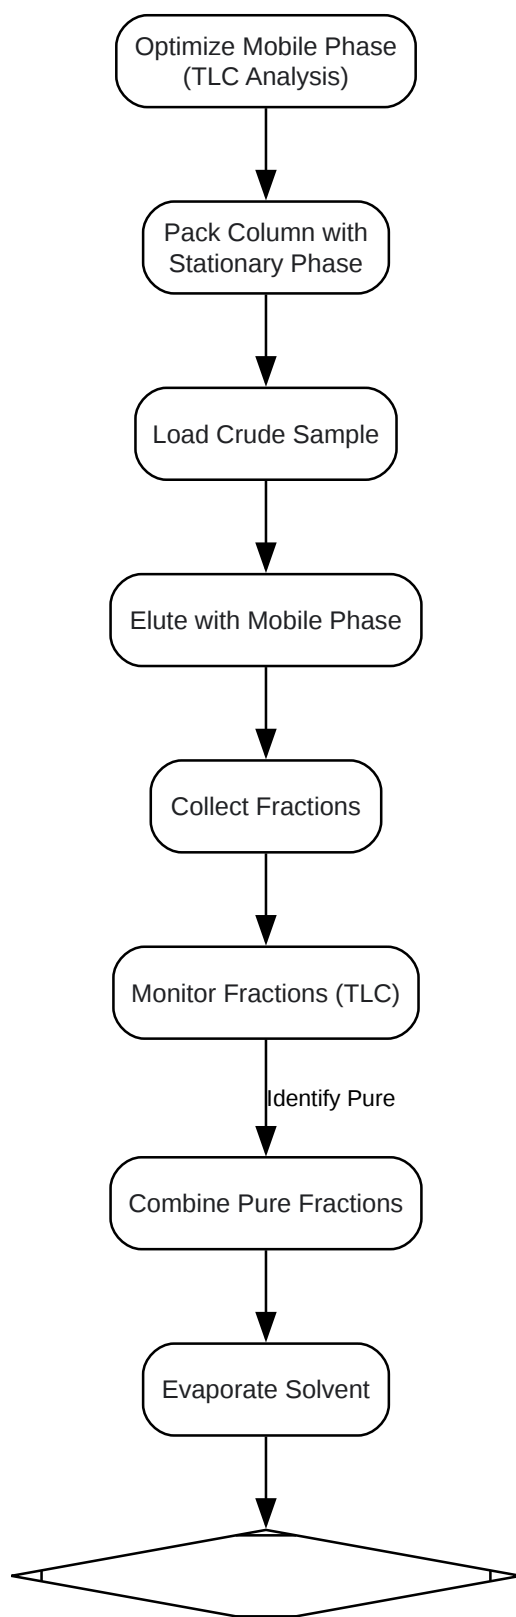 Optimize Mobile Phase
(TLC Analysis)
Pack Column with
Stationary Phase
Load Crude Sample
Elute with Mobile Phase
Collect Fractions
Monitor Fractions (TLC)
Identify Pure
Combine Pure Fractions
Evaporate Solvent